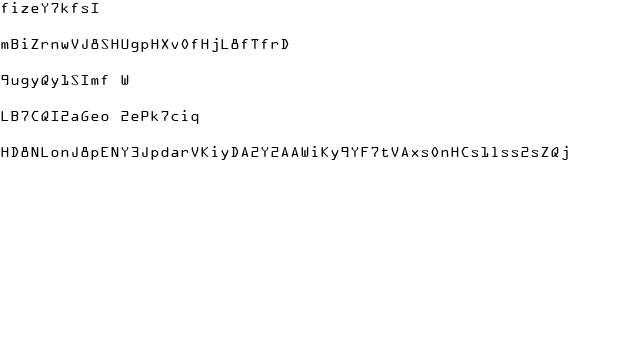 fizeY7kfsI
mBiZrnwVJ8SHUgpHXv0fHjL8fTfrD
9ugyQy1SImf W
LB7CQI2aGeo 2ePk7ciq
HD8NLonJ8pENY3JpdarVKiyDA2Y2AAWiKy9YF7tVAxs0nHCs1lss2sZQj